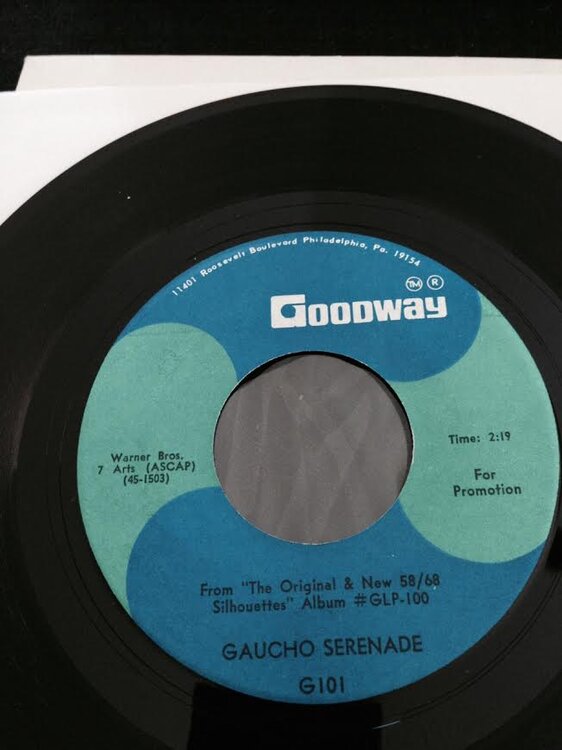 11401 Roosevelt Boulevard Philadelphia, Pa. 19154
TM R
GOODWAY
Warner Bros.
7 Arts (ASCAP)
(45-1503)
Time: 2:19
For
Promotion
From "The Original & New 58/68
Silhouettes" Album #GLP-100
GAUCHO SERENADE
G101